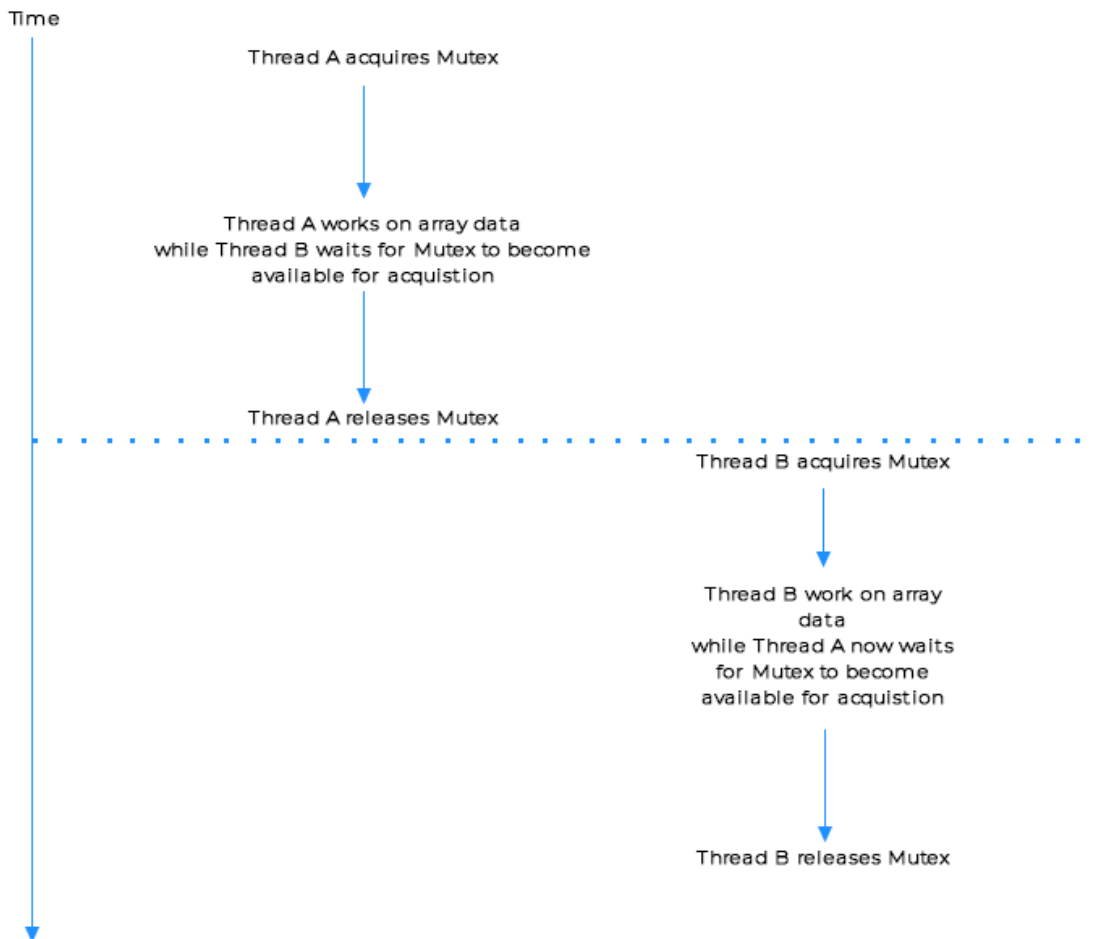 Time
Thread A acquires Mutex
Thread A works on array data
while Thread B waits for Mutex to become
available for acquistion
Thread A releases Mutex
Thread B acquires Mutex
Thread B work on array
data
while Thread A now waits
for Mutex to become
available for acquistion
Thread B releases Mutex